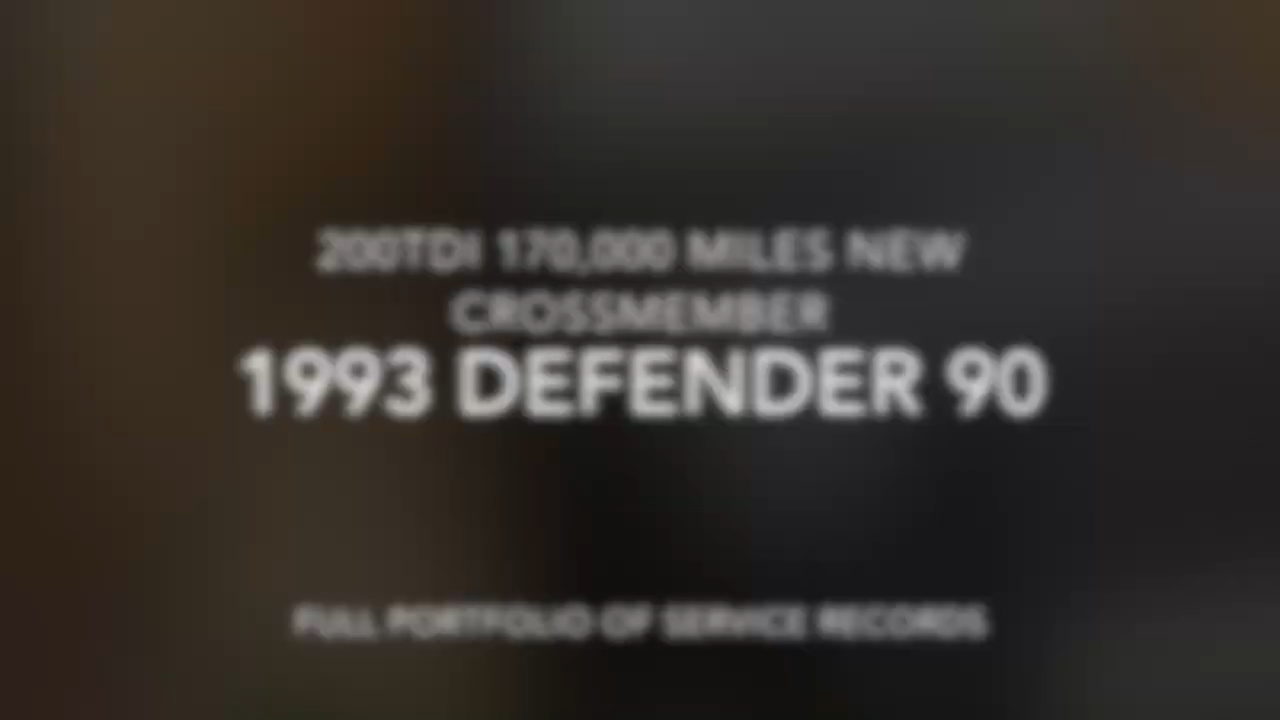 200TDI 170,000 MILES NEW
CROSSMEMBER
1993 DEFENDER 90
FULL PORTFOLIO OF SERVICE RECORDS